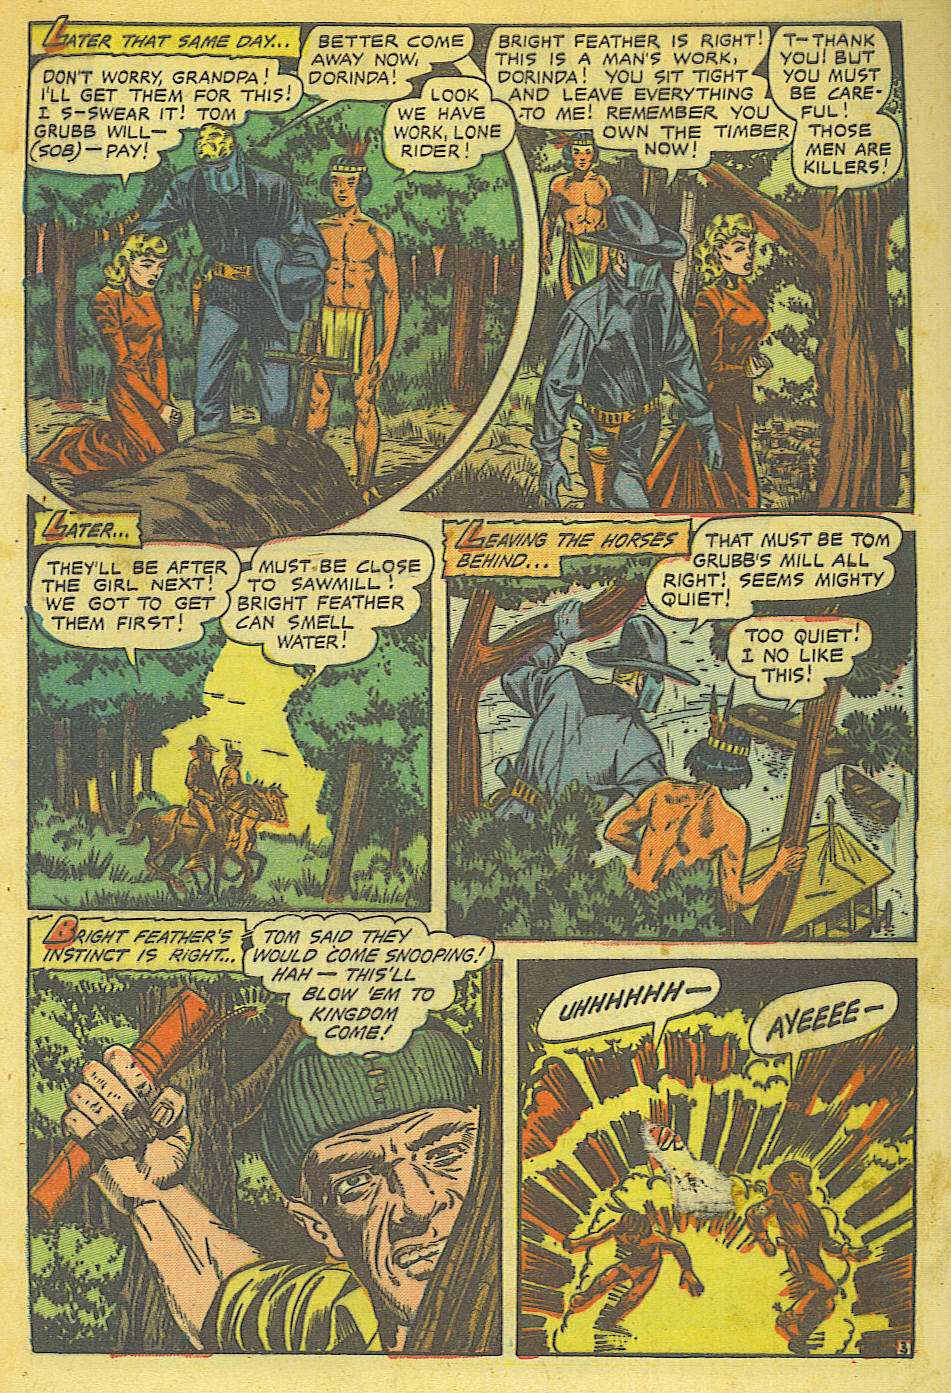 LATER THAT SAME DAY...
DON'T WORRY, GRANDPA!
I'LL GET THEM FOR THIS!
I S-SWEAR IT! TOM
GRUBB WILL—
(SOB)—PAY!
BETTER COME
AWAY NOW,
DORINDA!
LOOK
WE HAVE
WORK, LONE
RIDER!
BRIGHT FEATHER IS RIGHT!
THIS IS A MAN'S WORK,
DORINDA! YOU SIT TIGHT
AND LEAVE EVERYTHING
TO ME! REMEMBER YOU
OWN THE TIMBER
NOW!
T-THANK
YOU! BUT
YOU MUST
BE CARE-
FUL!
THOSE
MEN ARE
KILLERS!
LATER...
THEY'LL BE AFTER
THE GIRL NEXT!
WE GOT TO GET
THEM FIRST!
MUST BE CLOSE
TO SAWMILL!
BRIGHT FEATHER
CAN SMELL
WATER!
LEAVING THE HORSES
BEHIND...
THAT MUST BE TOM
GRUBB'S MILL ALL
RIGHT! SEEMS MIGHTY
QUIET!
TOO QUIET!
I NO LIKE
THIS!
BRIGHT FEATHER'S
INSTINCT IS RIGHT...
TOM SAID THEY
WOULD COME SNOOPING!
HAH — THIS'LL
BLOW 'EM TO
KINGDOM
COME!
UHHHHHH—
AYEEEE—
3